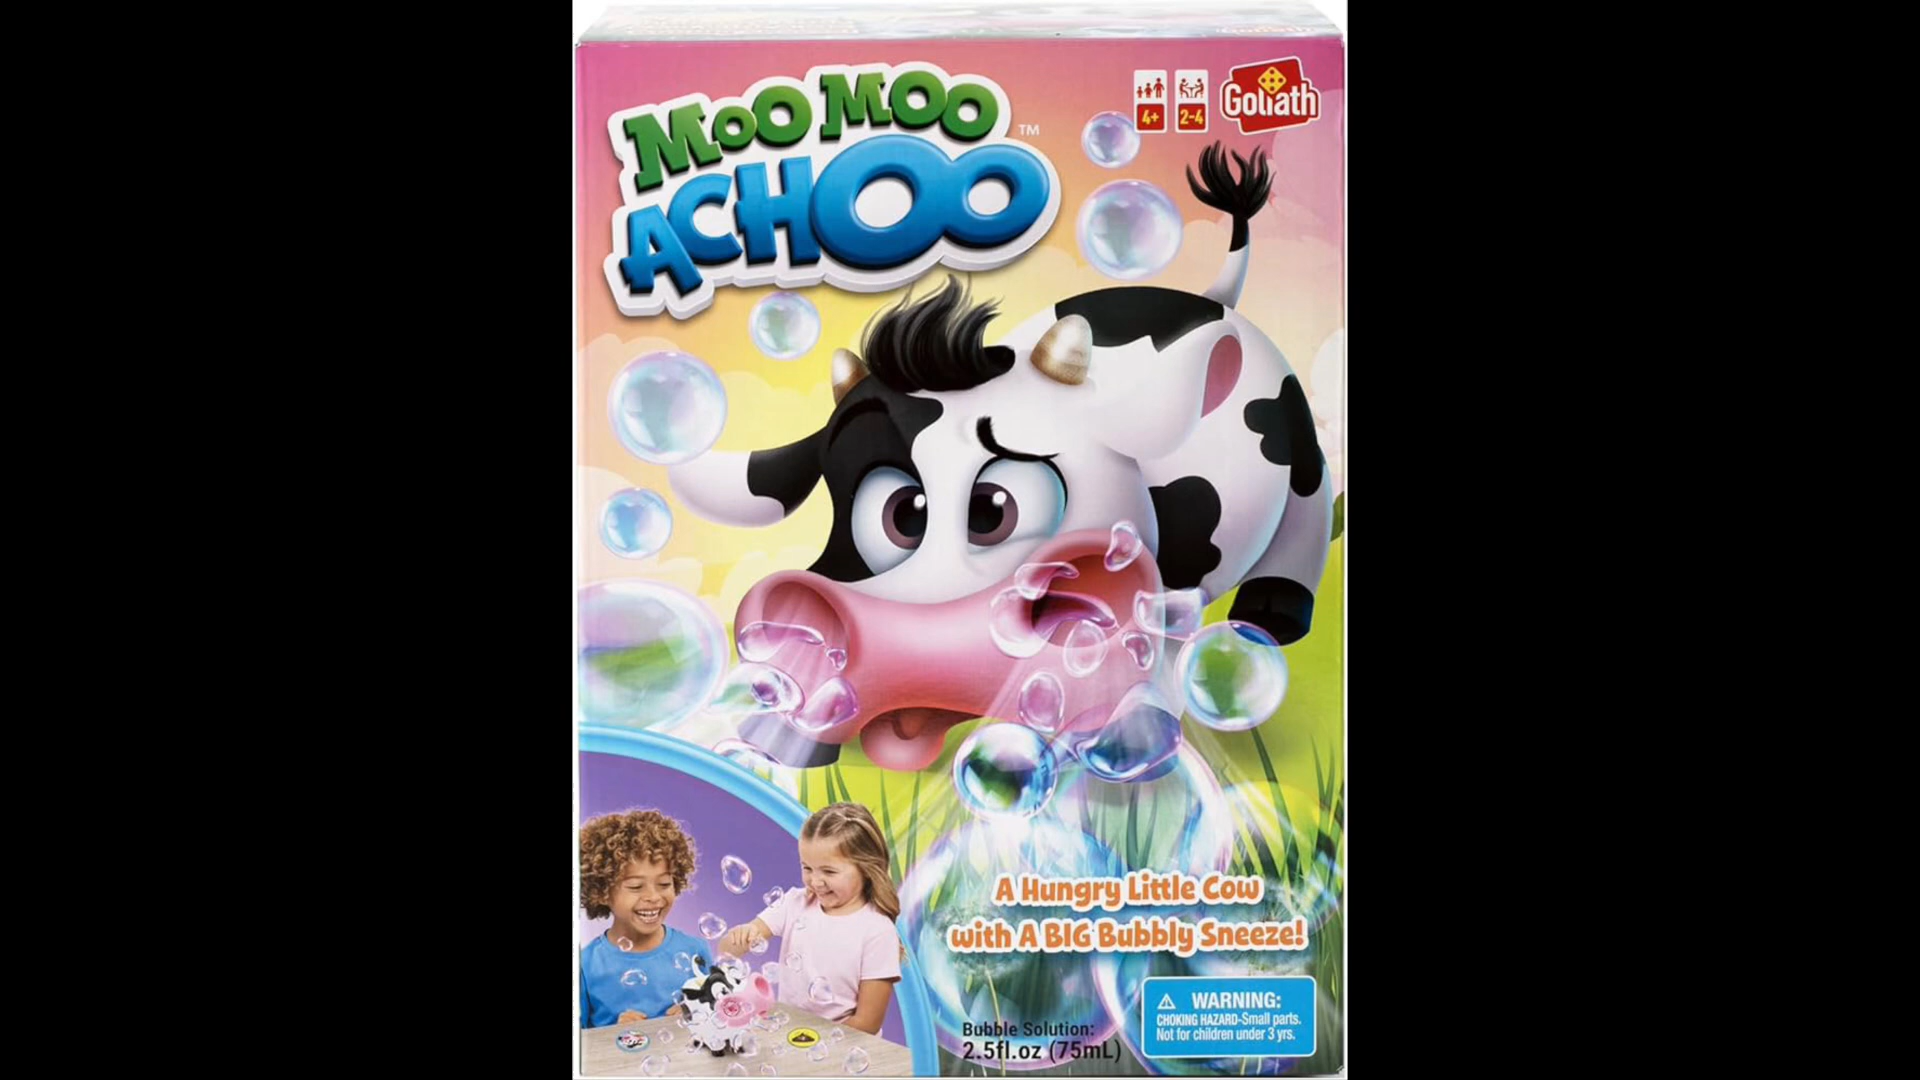 MOO MOO
ACHOO
TM
4+
2-4
Goliath
A Hungry Little Cow
with A BIG Bubbly Sneeze!
WARNING:
CHOKING HAZARD-Small parts.
Not for children under 3 yrs.
Bubble Solution:
2.5fl.oz (75mL)